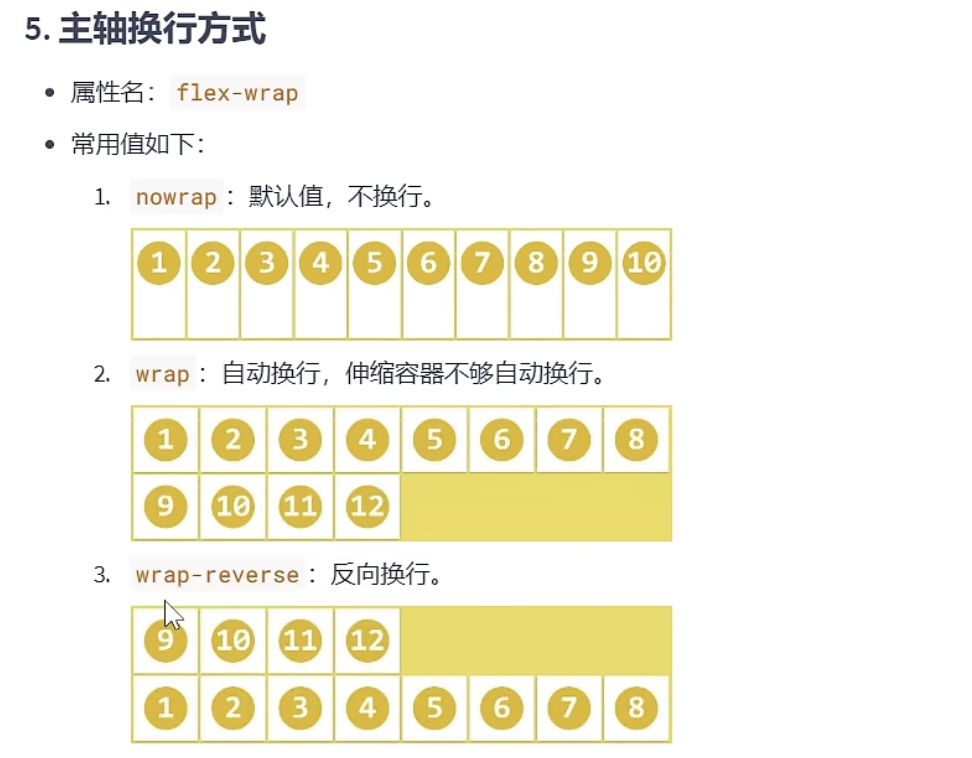 5. 主轴换行方式
• 属性名：flex-wrap
• 常用值如下：
1. nowrap：默认值，不换行。
1 2 3 4 5 6 7 8 9 10
2. wrap：自动换行，伸缩容器不够自动换行。
1 2 3 4 5 6 7 8
9 10 11 12
3. wrap-reverse：反向换行。
9 10 11 12
1 2 3 4 5 6 7 8